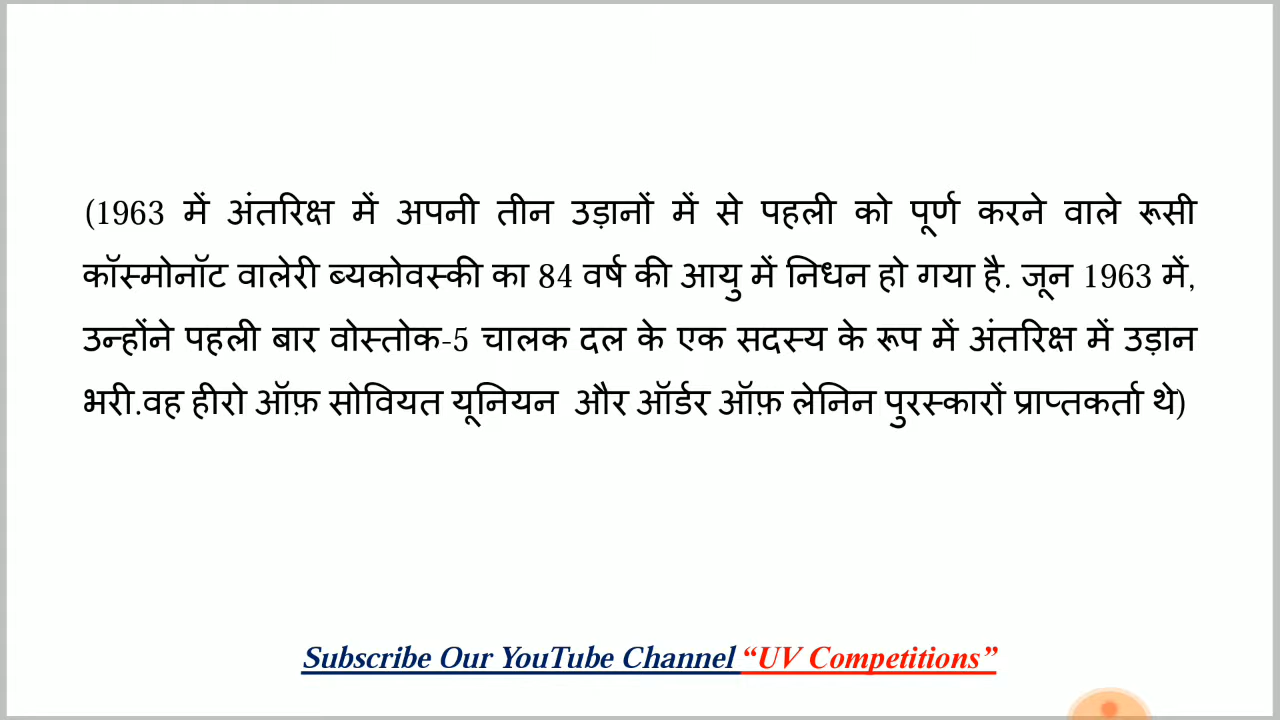 (1963 में अंतरिक्ष में अपनी तीन उड़ानों में से पहली को पूर्ण करने वाले रूसी
कॉस्मोनॉट वालेरी ब्यकोवस्की का 84 वर्ष की आयु में निधन हो गया है. जून 1963 में,
उन्होंने पहली बार वोस्तोक-5 चालक दल के एक सदस्य के रूप में अंतरिक्ष में उड़ान
भरी.वह हीरो ऑफ़ सोवियत यूनियन और ऑर्डर ऑफ़ लेनिन पुरस्कारों प्राप्तकर्ता थे)
Subscribe Our YouTube Channel “UV Competitions”